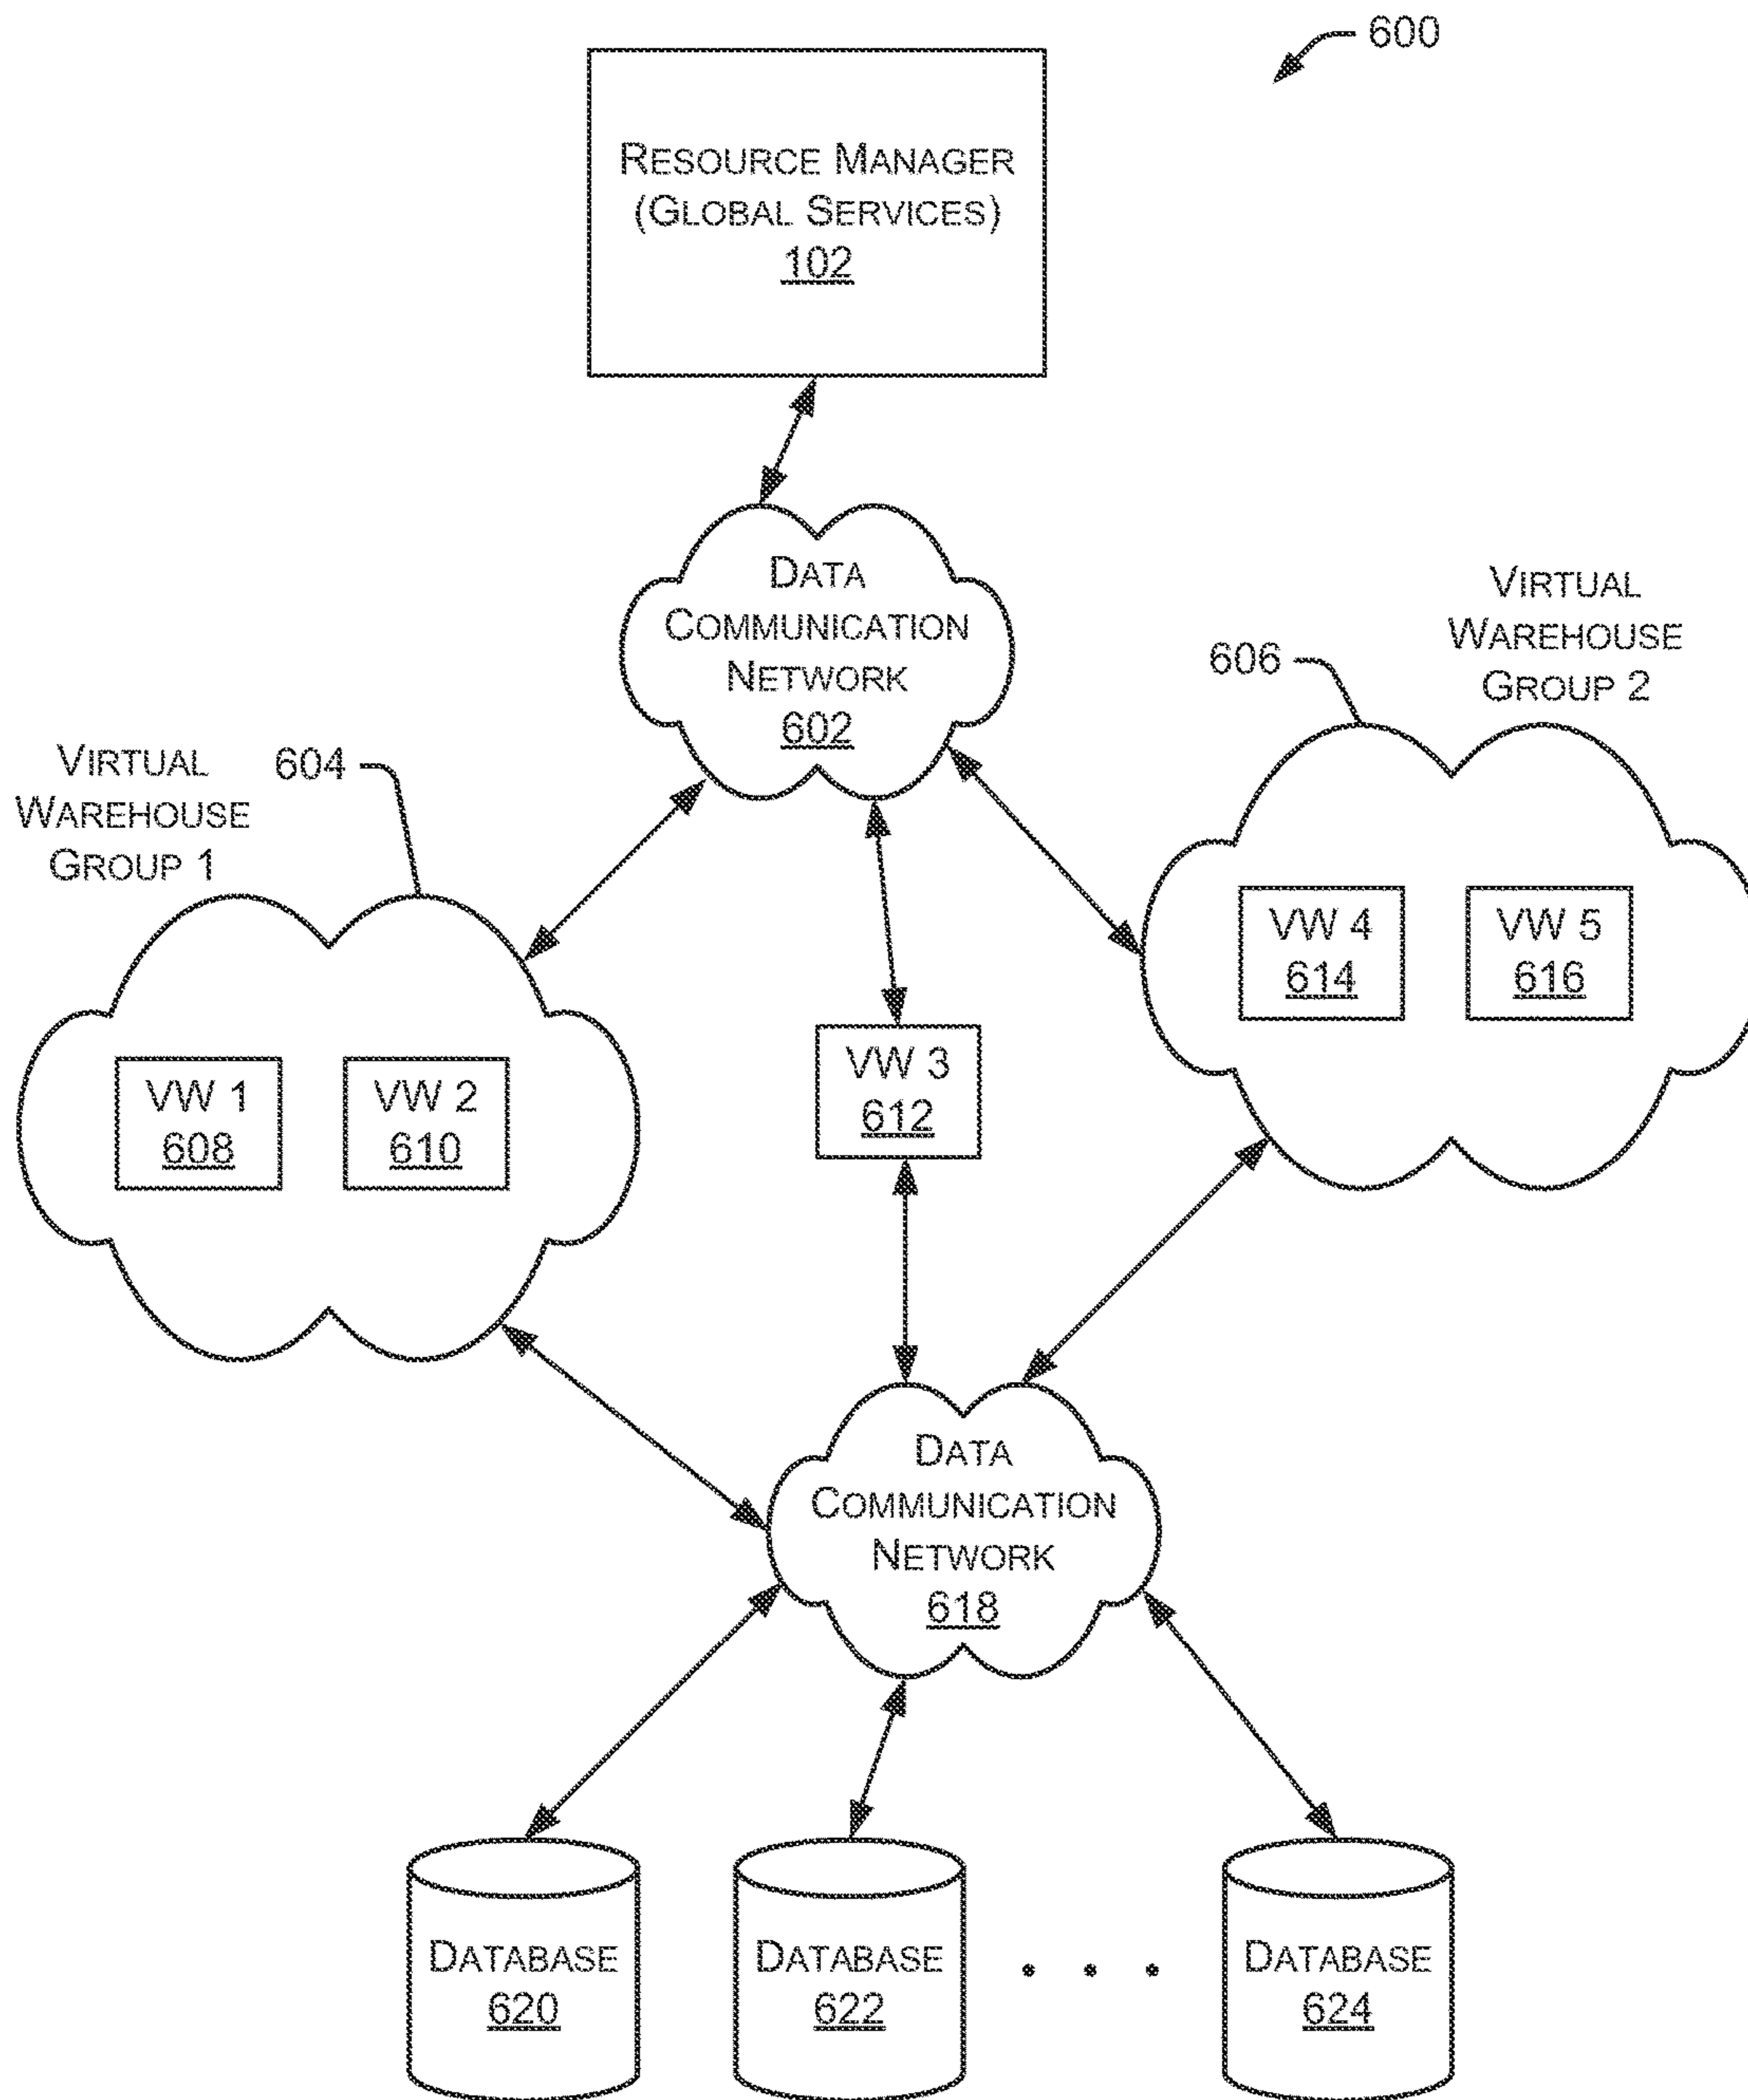 600
RESOURCE MANAGER
(GLOBAL SERVICES)
102
DATA
COMMUNICATION
NETWORK
602
VIRTUAL
WAREHOUSE
GROUP 2
606
VIRTUAL
WAREHOUSE
GROUP 1
604
VW 4
614
VW 5
616
VW 3
612
VW 1
608
VW 2
610
DATA
COMMUNICATION
NETWORK
618
DATABASE
620
DATABASE
622
. . .
DATABASE
624